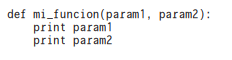 def mi_funcion(param1, param2):
    print param1
    print param2